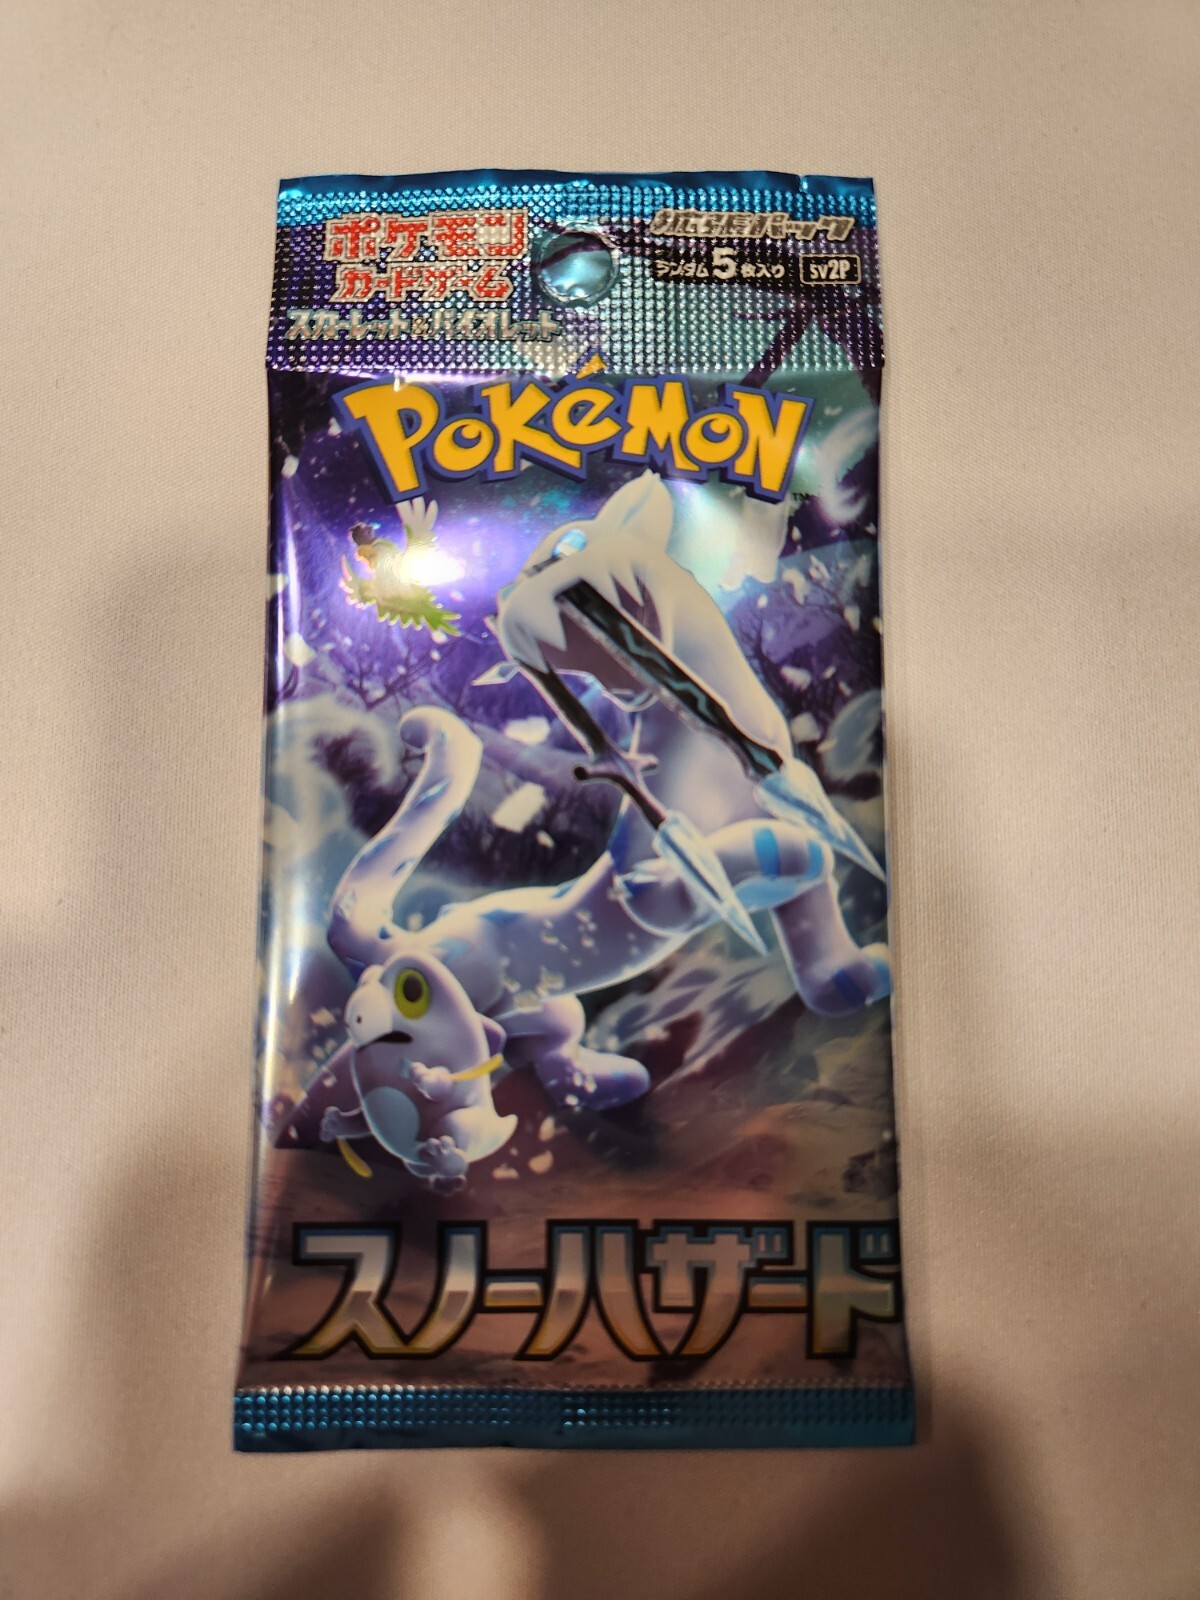 ポケモン
カードゲーム
スカーレット&バイオレット
拡張パック
ランダム5枚入り
SV2P
POKéMON
TM
スノーハザード